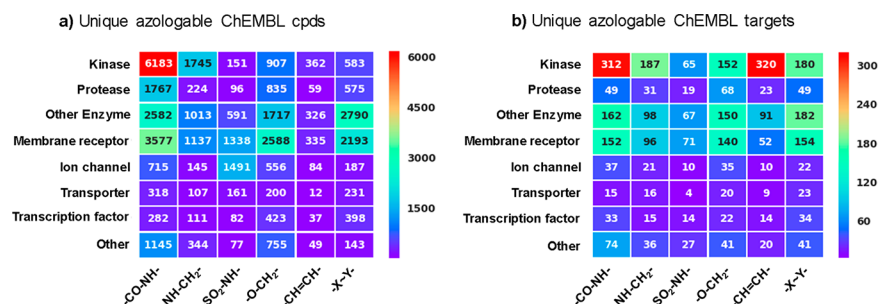 a) Unique azologable ChEMBL cpds
Kinase 6183 1745 151 907 362 583
Protease 1767 224 96 835 59 575
Other Enzyme 2582 1013 591 1717 326 2790
Membrane receptor 3577 1137 1338 2588 335 2193
Ion channel 715 145 1491 556 84 187
Transporter 318 107 161 200 12 231
Transcription factor 282 111 82 423 37 398
Other 1145 344 77 755 49 143
-CO-NH- NH-CH₂- SO₂-NH- -O-CH₂- -CH=CH- -X-Y-
6000
4500
3000
1500
b) Unique azologable ChEMBL targets
Kinase 312 187 65 152 320 180
Protease 49 31 19 68 23 49
Other Enzyme 162 98 67 150 91 182
Membrane receptor 152 96 71 140 52 154
Ion channel 37 21 10 35 10 22
Transporter 15 16 4 20 9 23
Transcription factor 33 15 14 22 14 34
Other 74 36 27 41 20 41
-CO-NH- NH-CH₂- SO₂-NH- -O-CH₂- -CH=CH- -X-Y-
300
240
180
120
60